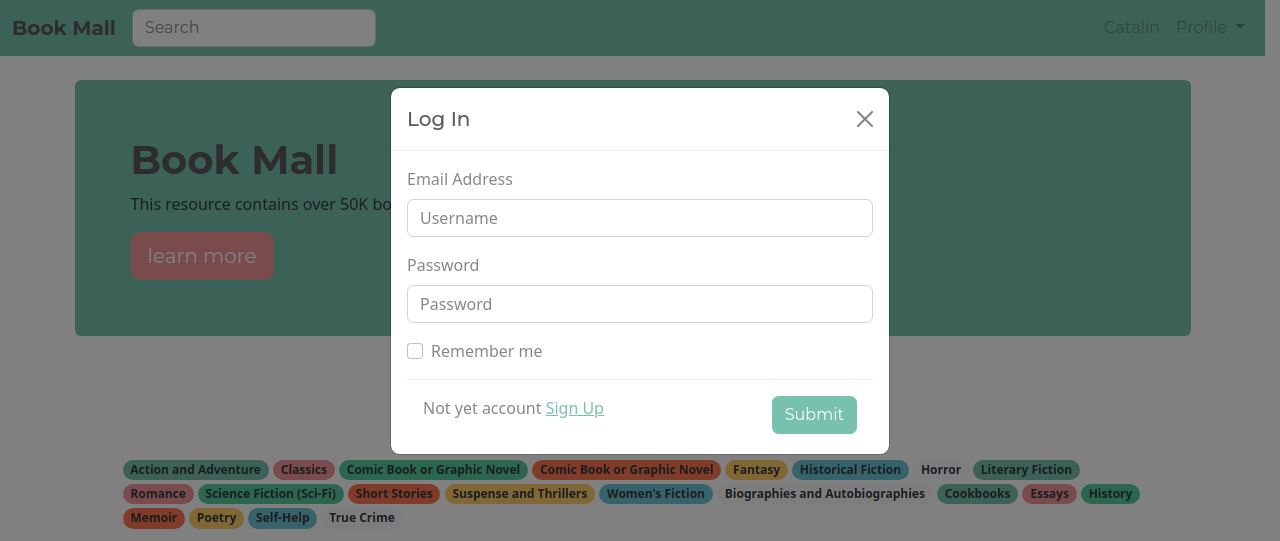 Book Mall Search Catalin Profile
Log In
Book Mall
Email Address
This resource contains over 50K bo
Username
learn more
Password
Password
Remember me
Not yet account Sign Up
Submit
Action and Adventure Classics Comic Book or Graphic Novel Comic Book or Graphic Novel Fantasy Historical Fiction Horror Literary Fiction
Romance Science Fiction (Sci-Fi) Short Stories Suspense and Thrillers Women's Fiction Biographies and Autobiographies Cookbooks Essays History
Memoir Poetry Self-Help True Crime